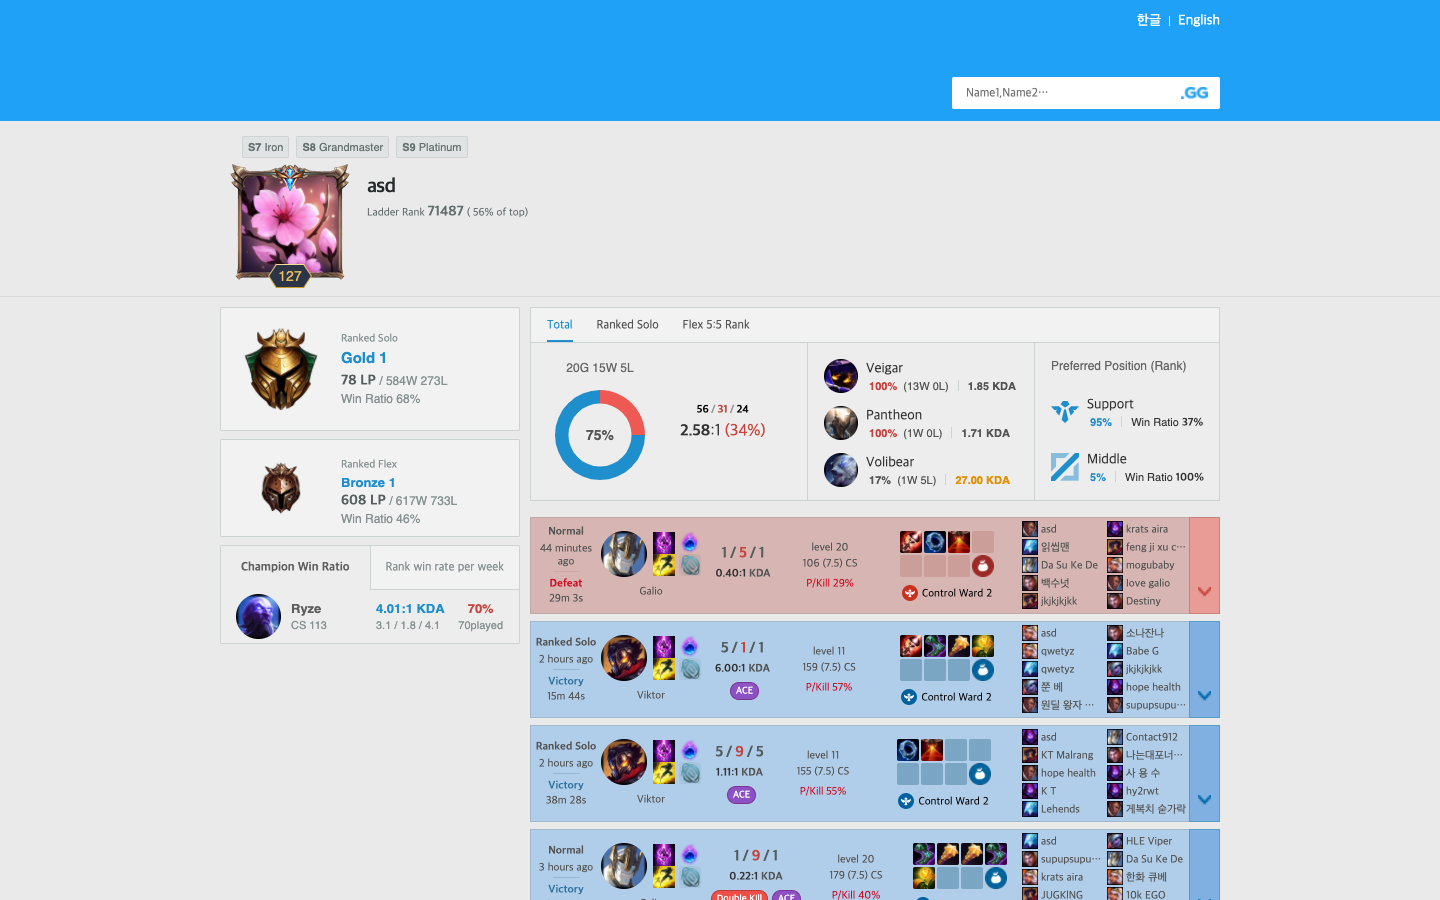 한글 | English
Name1,Name2… .GG
S7 Iron S8 Grandmaster S9 Platinum
asd
Ladder Rank 71487 ( 56% of top)
127
Ranked Solo
Gold 1
78 LP / 584W 273L
Win Ratio 68%
Ranked Flex
Bronze 1
608 LP / 617W 733L
Win Ratio 46%
Champion Win Ratio Rank win rate per week
Ryze 4.01:1 KDA 70%
CS 113 3.1 / 1.8 / 4.1 70played
Total Ranked Solo Flex 5:5 Rank
20G 15W 5L
75%
56 / 31 / 24
2.58:1 (34%)
Veigar
100% (13W 0L) 1.85 KDA
Pantheon
100% (1W 0L) 1.71 KDA
Volibear
17% (1W 5L) 27.00 KDA
Preferred Position (Rank)
Support
95% Win Ratio 37%
Middle
5% Win Ratio 100%
Normal
44 minutes
ago
Defeat
29m 3s
Galio
1 / 5 / 1
0.40:1 KDA
level 20
106 (7.5) CS
P/Kill 29%
Control Ward 2
asd krats aira
읽씹맨 feng ji xu c…
Da Su Ke De mogubaby
백수넛 love galio
jkjkjkjkk Destiny
Ranked Solo
2 hours ago
Victory
15m 44s
Viktor
5 / 1 / 1
6.00:1 KDA
ACE
level 11
159 (7.5) CS
P/Kill 57%
Control Ward 2
asd 소나잔나
qwetyz Babe G
qwetyz jkjkjkjkk
쭌 베 hope health
원딜 왕자 … supupsupu…
Ranked Solo
2 hours ago
Victory
38m 28s
Viktor
5 / 9 / 5
1.11:1 KDA
ACE
level 11
155 (7.5) CS
P/Kill 55%
Control Ward 2
asd Contact912
KT Malrang 나는대포너…
hope health 사 용 수
K T hy2rwt
Lehends 게복치 숟가락
Normal
3 hours ago
Victory
1 / 9 / 1
0.22:1 KDA
Double Kill ACE
level 20
179 (7.5) CS
P/Kill 40%
asd HLE Viper
supupsupu… Da Su Ke De
krats aira 한화 큐베
JUGKING 10k EGO